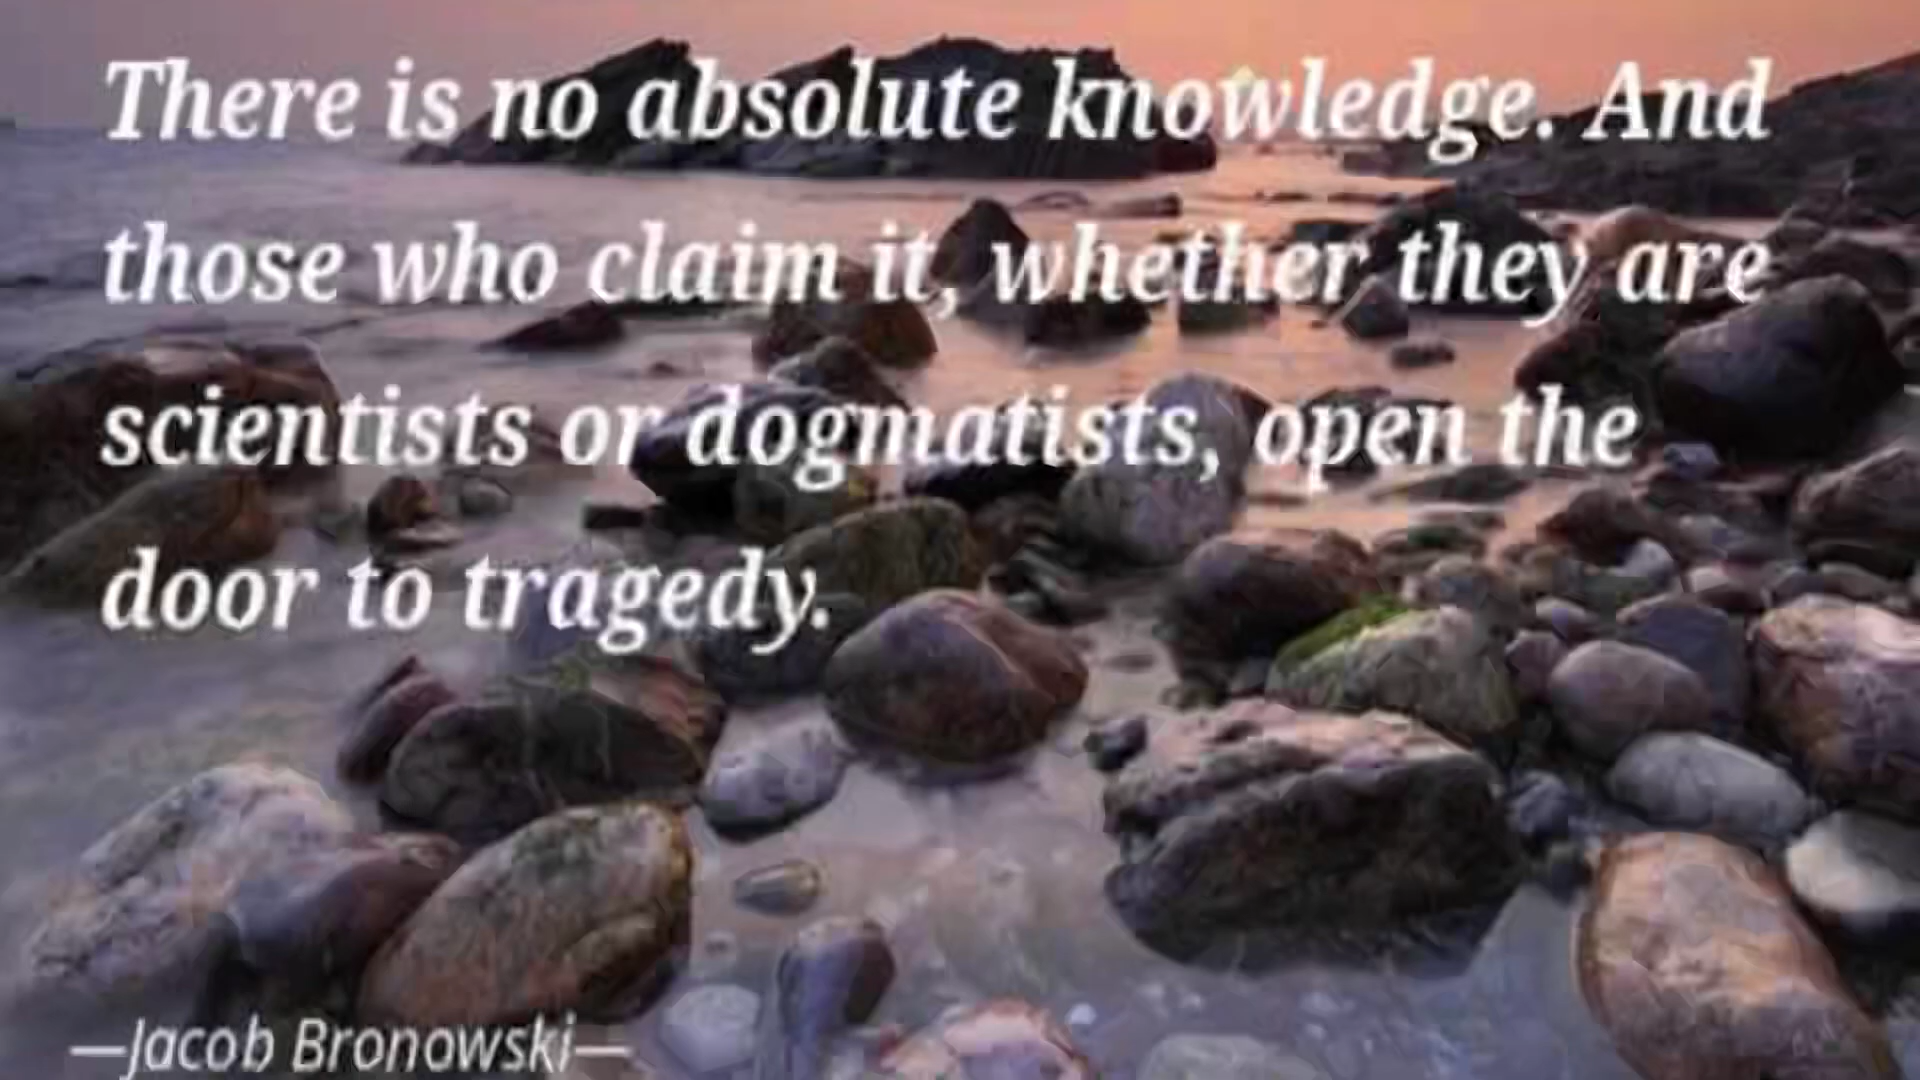 There is no absolute knowledge. And
those who claim it, whether they are
scientists or dogmatists, open the
door to tragedy.
—Jacob Bronowski—